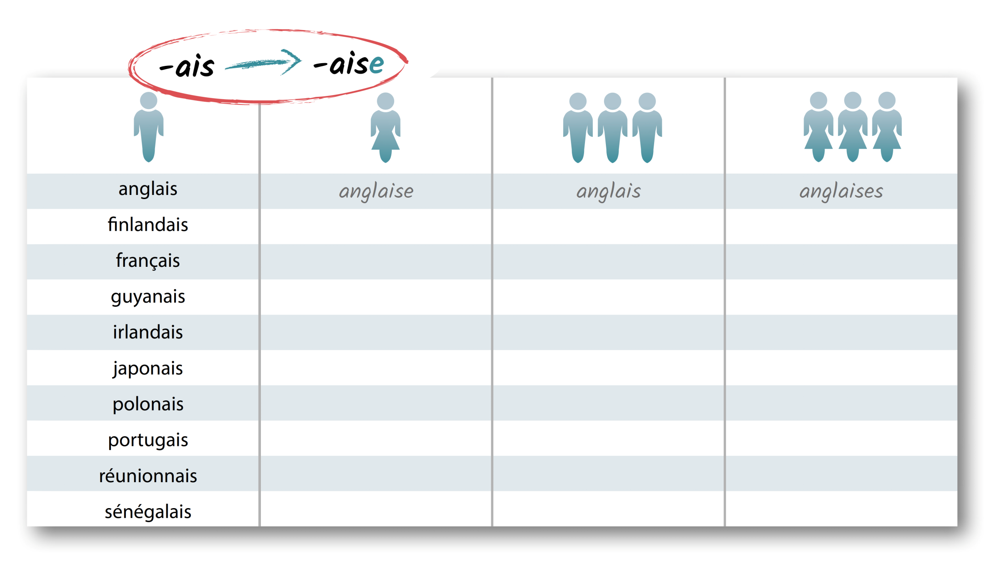 -ais → -aise
anglais anglaise anglais anglaises
finlandais
français
guyanais
irlandais
japonais
polonais
portugais
réunionnais
sénégalais